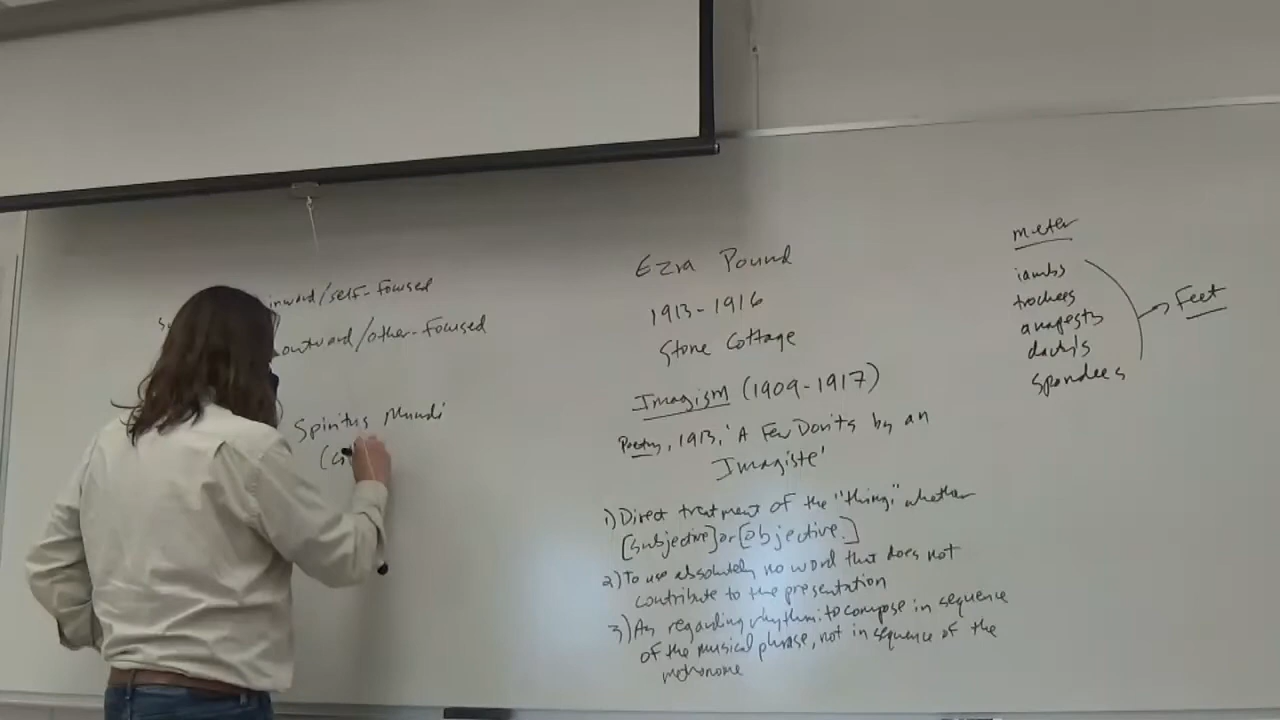 inward/self-focused
outward/other-focused
Spiritus Mundi
Ezra Pound
1913-1916
Stone Cottage
Imagism (1909-1917)
Poetry, 1913, 'A Few Don'ts by an
Imagiste'
1) Direct treatment of the "thing," whether
[subjective] or [objective.]
2) To use absolutely no word that does not
contribute to the presentation
3) As regarding rhythm: to compose in sequence
of the musical phrase, not in sequence of the
metronome
meter
iambs
trochees
anapests
dactyls
spondees
Feet